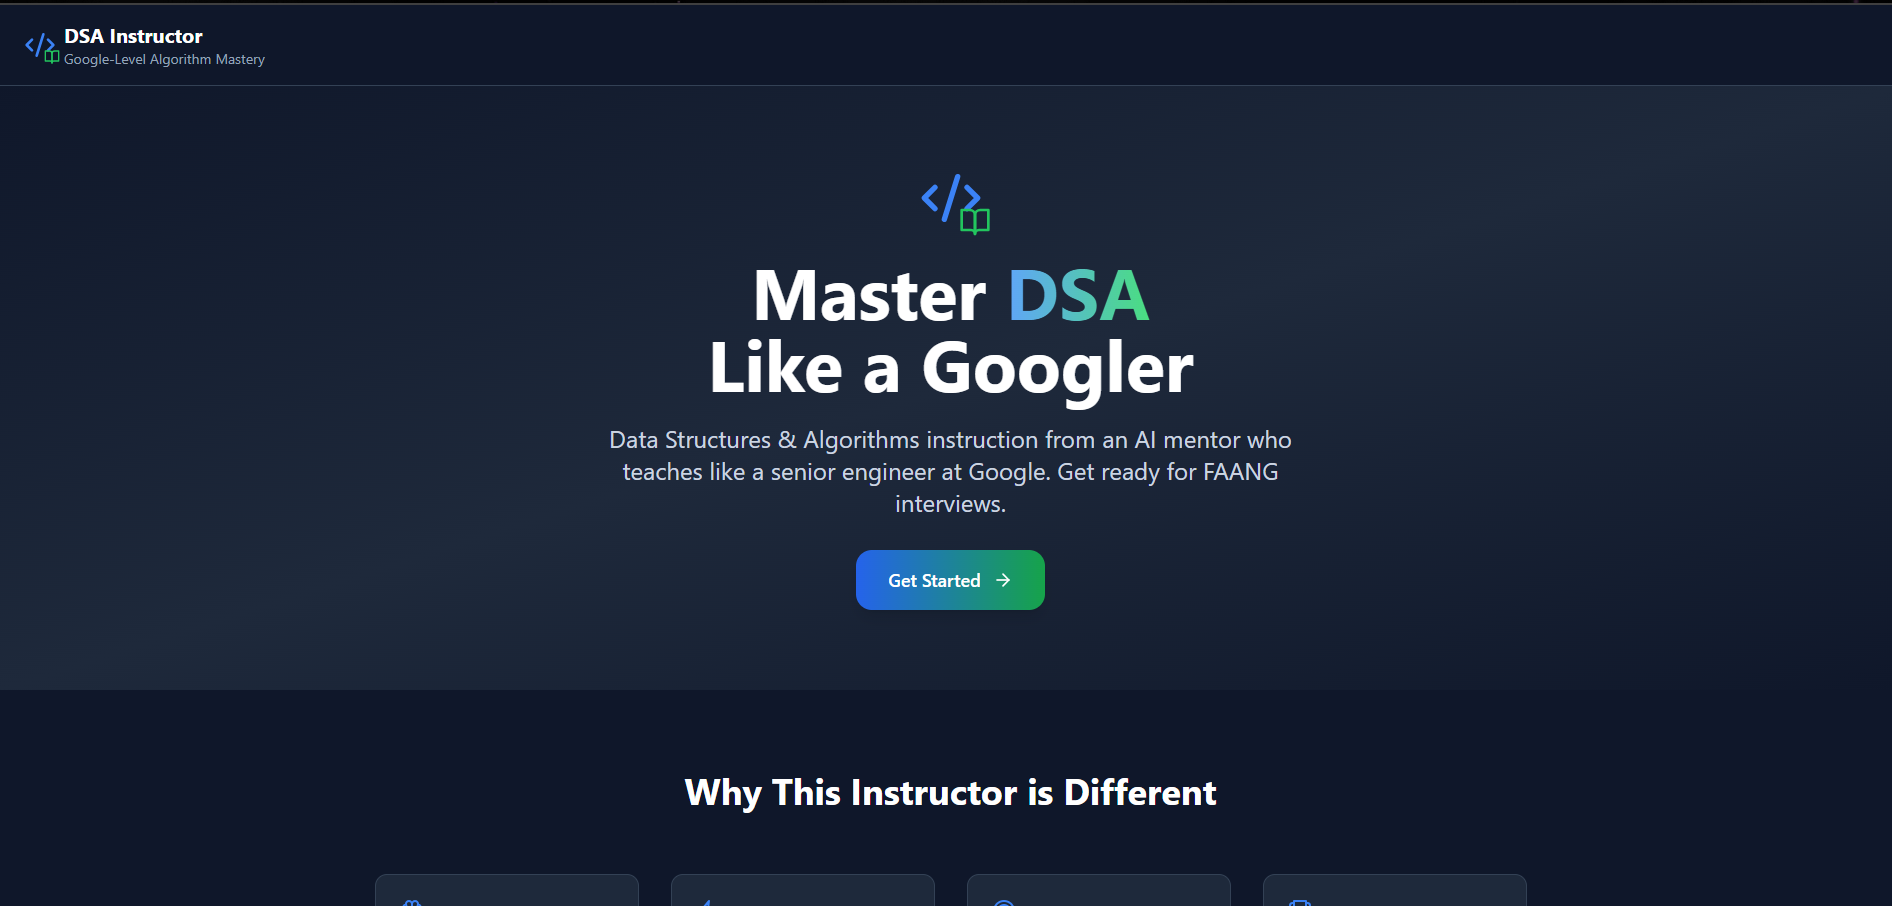 DSA Instructor
Google-Level Algorithm Mastery
Master DSA
Like a Googler
Data Structures & Algorithms instruction from an AI mentor who
teaches like a senior engineer at Google. Get ready for FAANG
interviews.
Get Started
Why This Instructor is Different